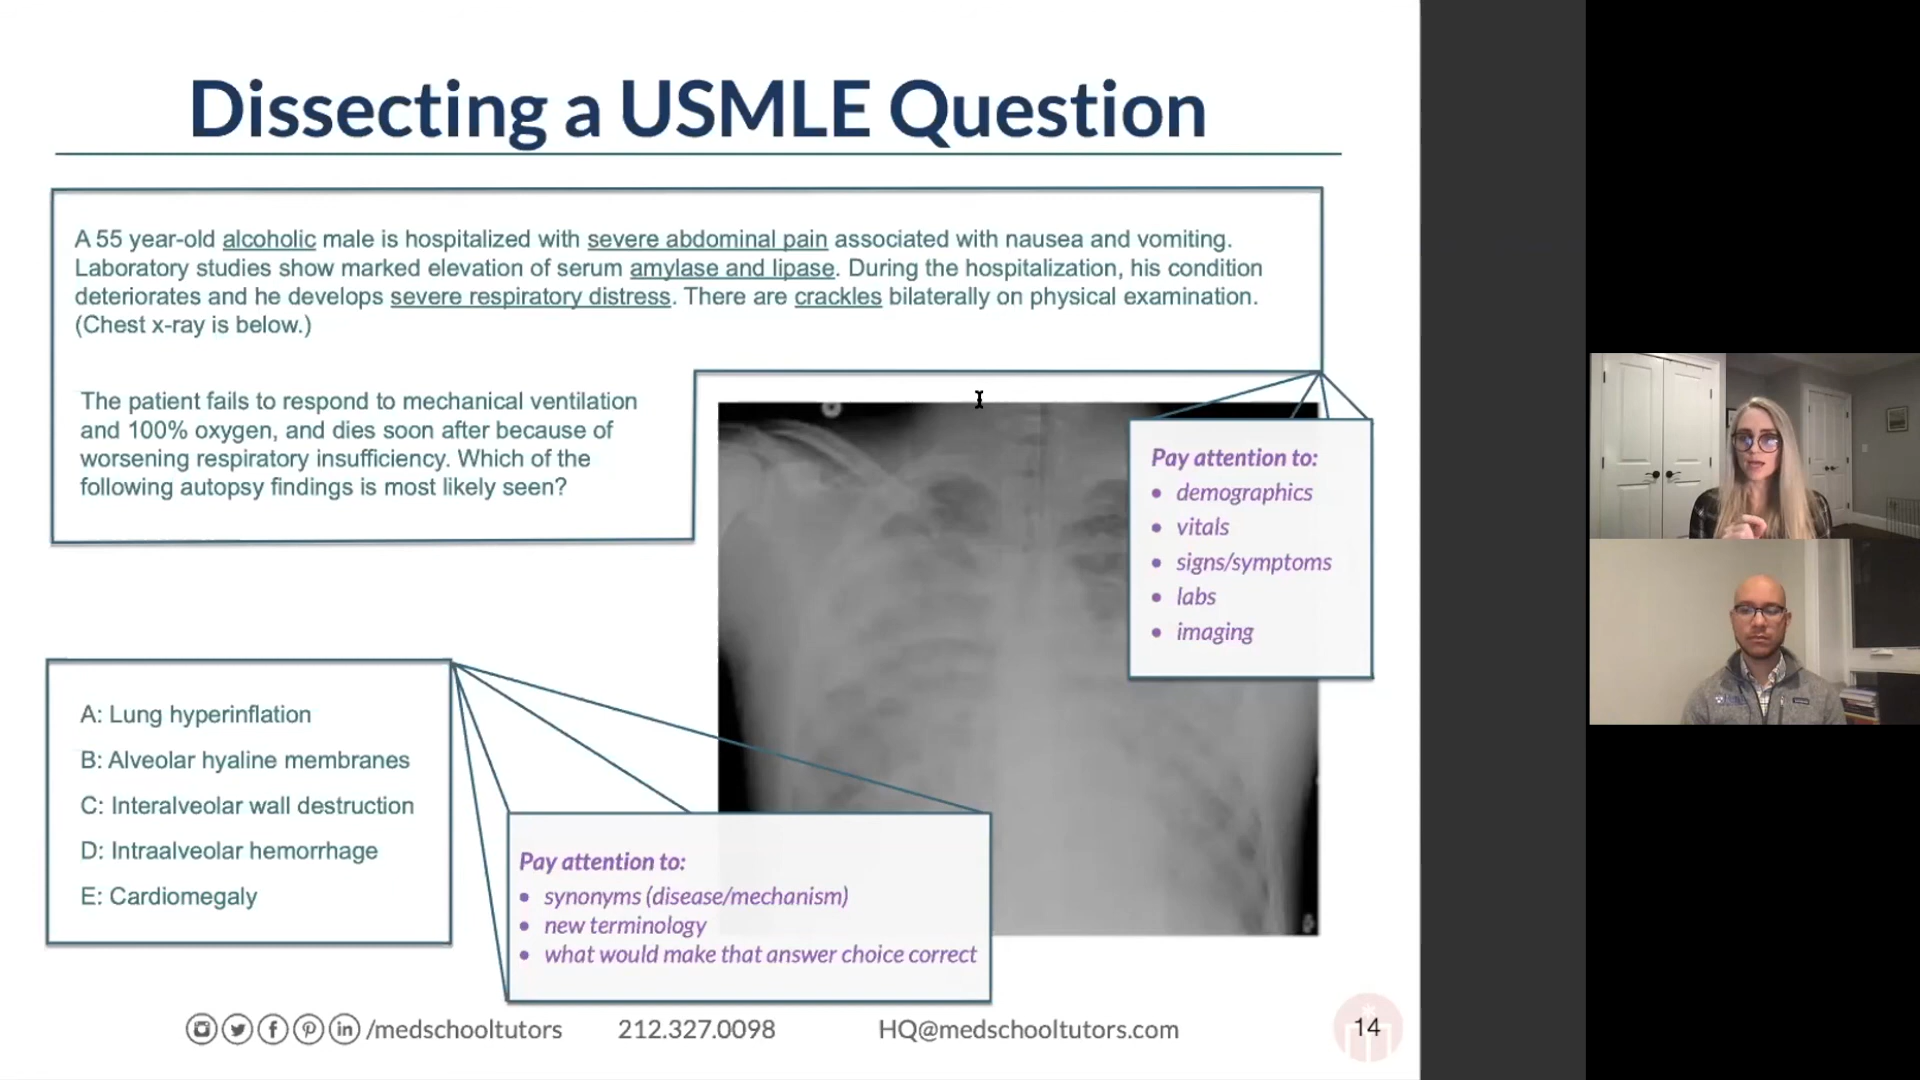 Dissecting a USMLE Question
A 55 year-old alcoholic male is hospitalized with severe abdominal pain associated with nausea and vomiting.
Laboratory studies show marked elevation of serum amylase and lipase. During the hospitalization, his condition
deteriorates and he develops severe respiratory distress. There are crackles bilaterally on physical examination.
(Chest x-ray is below.)
The patient fails to respond to mechanical ventilation
and 100% oxygen, and dies soon after because of
worsening respiratory insufficiency. Which of the
following autopsy findings is most likely seen?
Pay attention to:
• demographics
• vitals
• signs/symptoms
• labs
• imaging
A: Lung hyperinflation
B: Alveolar hyaline membranes
C: Interalveolar wall destruction
D: Intraalveolar hemorrhage
E: Cardiomegaly
Pay attention to:
• synonyms (disease/mechanism)
• new terminology
• what would make that answer choice correct
/medschooltutors 212.327.0098 HQ@medschooltutors.com 14